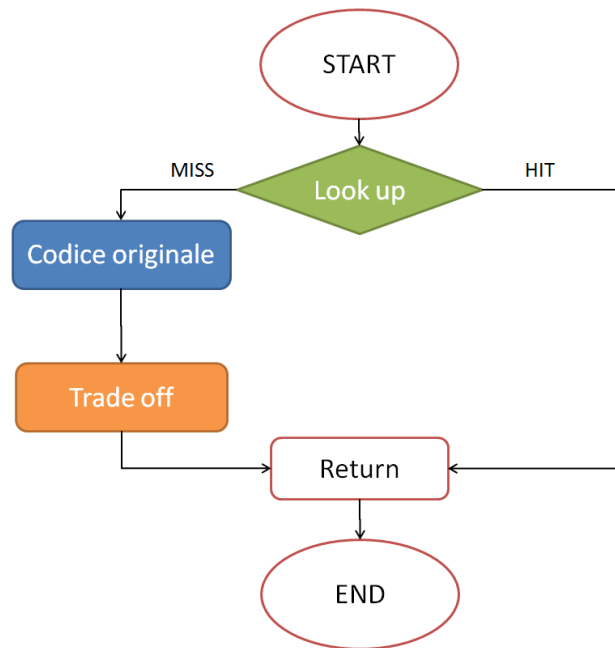 START
MISS
HIT
Look up
Codice originale
Trade off
Return
END